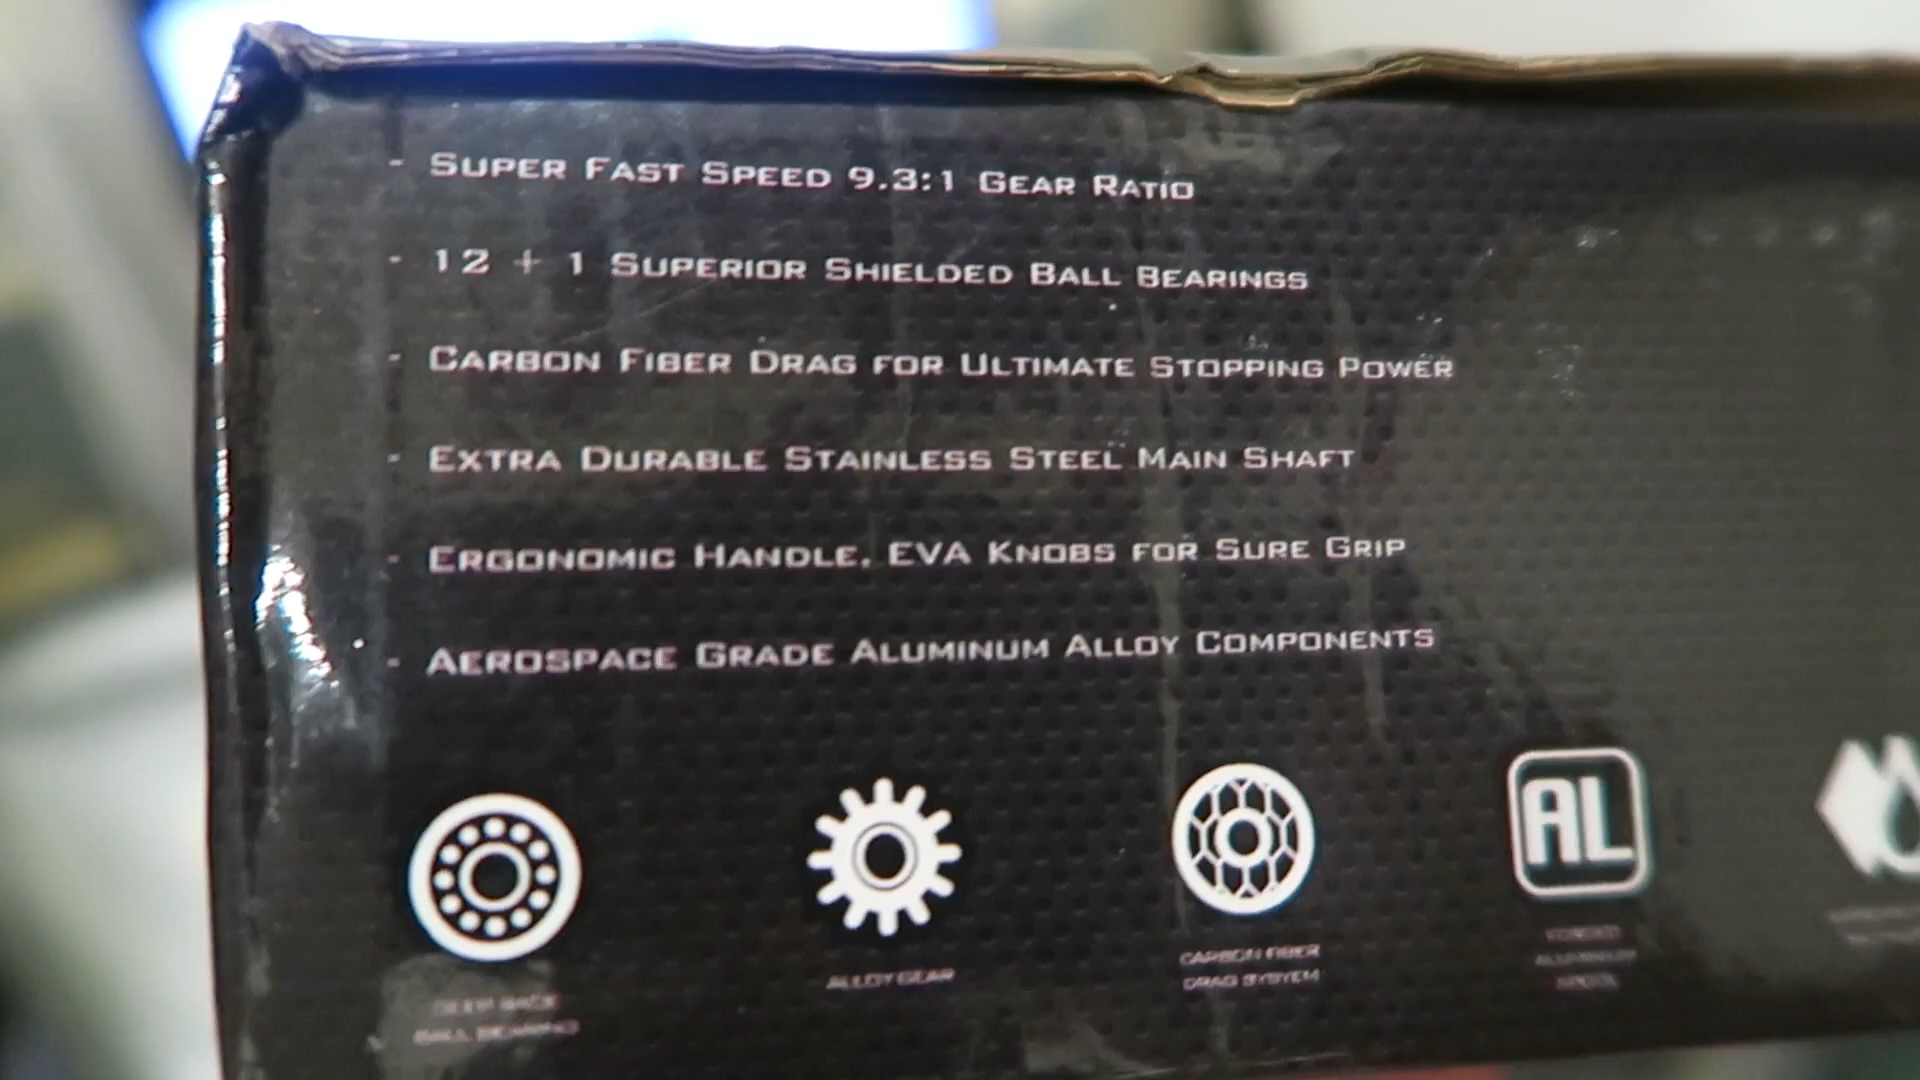 - SUPER FAST SPEED 9.3:1 GEAR RATIO
- 12 + 1 SUPERIOR SHIELDED BALL BEARINGS
- CARBON FIBER DRAG FOR ULTIMATE STOPPING POWER
- EXTRA DURABLE STAINLESS STEEL MAIN SHAFT
- ERGONOMIC HANDLE, EVA KNOBS FOR SURE GRIP
- AEROSPACE GRADE ALUMINUM ALLOY COMPONENTS
AL
BALL BEARING
ALLOY GEAR
CARBON FIBER
DRAG SYSTEM